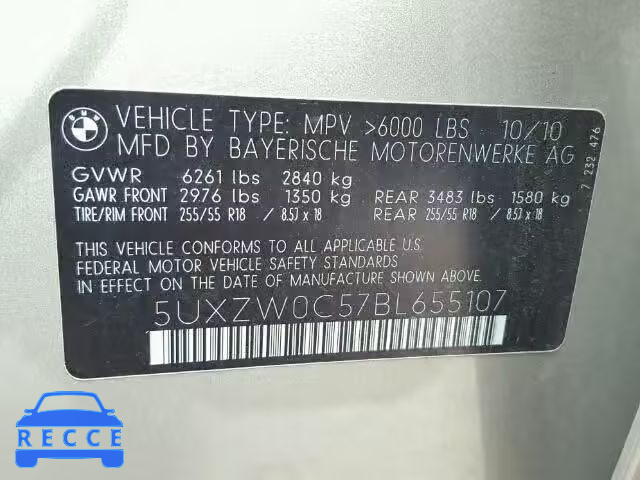 BMW
VEHICLE TYPE: MPV >6000 LBS 10/10
MFD BY BAYERISCHE MOTORENWERKE AG
GVWR 6261 lbs 2840 kg
GAWR FRONT 2976 lbs 1350 kg REAR 3483 lbs 1580 kg
TIRE/RIM FRONT 255/55 R18 / 8.5J x 18 REAR 255/55 R18 / 8.5J x 18
THIS VEHICLE CONFORMS TO ALL APPLICABLE U.S.
FEDERAL MOTOR VEHICLE SAFETY STANDARDS
IN EFFECT ON THE DATE OF MANUFACTURE
5UXZW0C57BL655107
7 232 476
RECCE